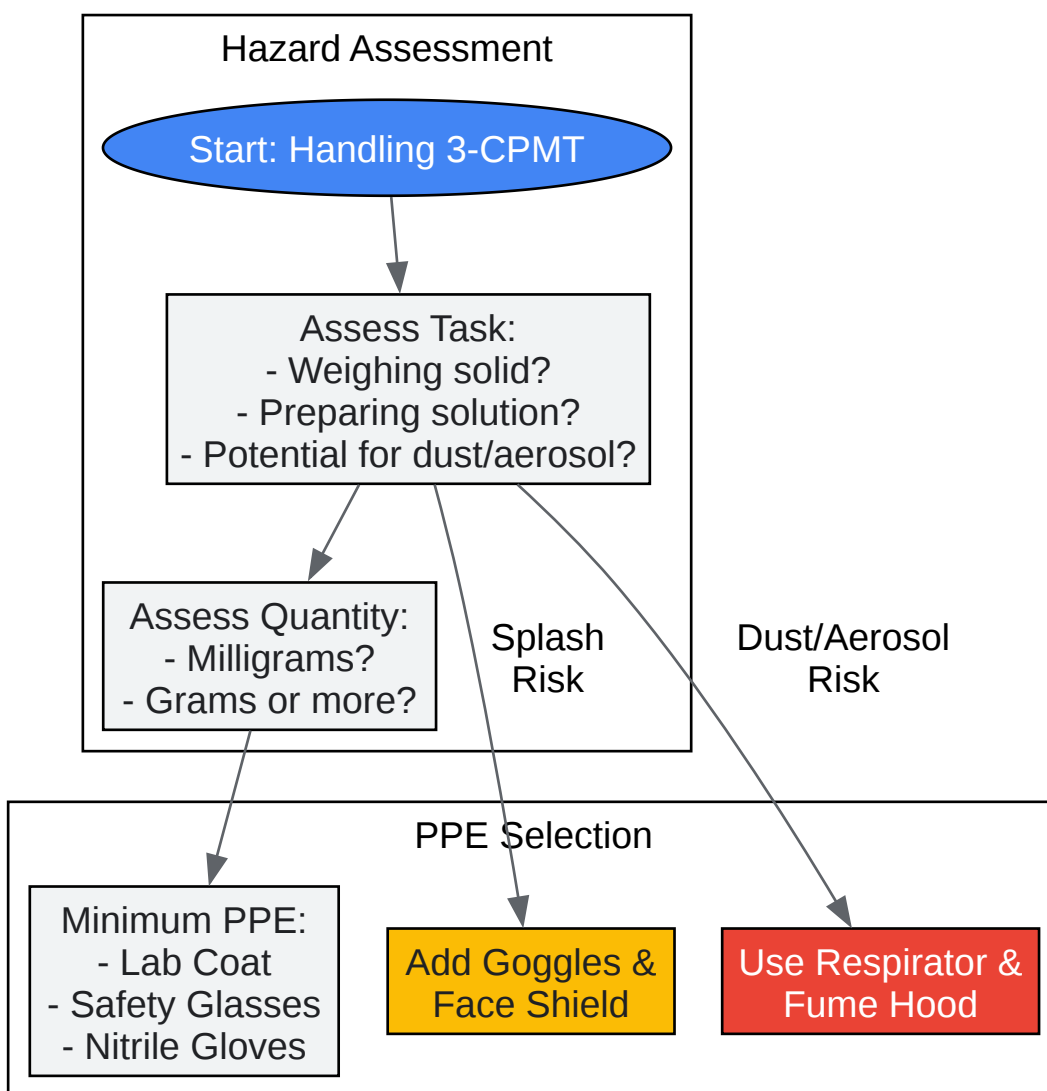 Hazard Assessment
Start: Handling 3-CPMT
Assess Task:
- Weighing solid?
- Preparing solution?
- Potential for dust/aerosol?
Assess Quantity:
- Milligrams?
- Grams or more?
Splash
Risk
Dust/Aerosol
Risk
PPE Selection
Minimum PPE:
- Lab Coat
- Safety Glasses
- Nitrile Gloves
Add Goggles &
Face Shield
Use Respirator &
Fume Hood